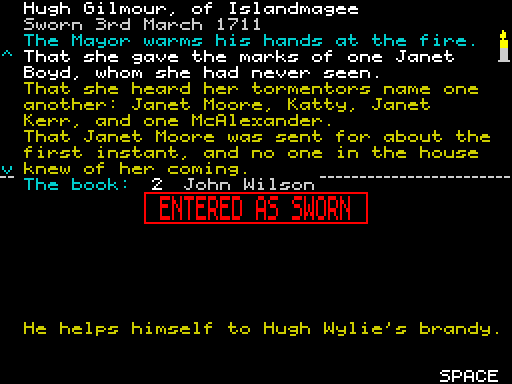 Hugh Gilmour, of Islandmagee
Sworn 3rd March 1711
The Mayor warms his hands at the fire.
^ That she gave the marks of one Janet
Boyd, whom she had never seen.
That she heard her tormentors name one
another: Janet Moore, Katty, Janet
Kerr, and one McAlexander.
That Janet Moore was sent for about the
first instant, and no one in the house
v knew of her coming.
The book: 2 John Wilson
ENTERED AS SWORN
He helps himself to Hugh Wylie's brandy.
SPACE